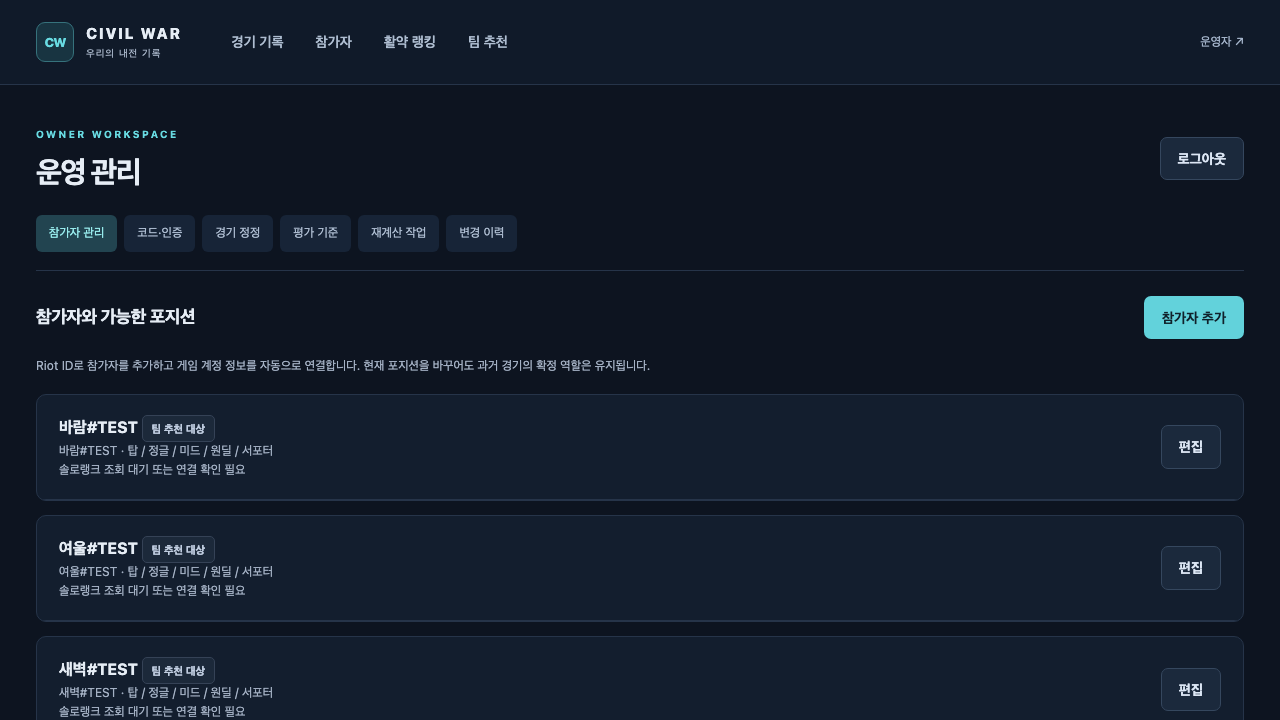 CW
CIVIL WAR
우리의 내전 기록
경기 기록
참가자
활약 랭킹
팀 추천
운영자 ↗
OWNER WORKSPACE
운영 관리
로그아웃
참가자 관리
코드·인증
경기 정정
평가 기준
재계산 작업
변경 이력
참가자와 가능한 포지션
참가자 추가
Riot ID로 참가자를 추가하고 게임 계정 정보를 자동으로 연결합니다. 현재 포지션을 바꾸어도 과거 경기의 확정 역할은 유지됩니다.
바람#TEST 팀 추천 대상
바람#TEST · 탑 / 정글 / 미드 / 원딜 / 서포터
솔로랭크 조회 대기 또는 연결 확인 필요
편집
여울#TEST 팀 추천 대상
여울#TEST · 탑 / 정글 / 미드 / 원딜 / 서포터
솔로랭크 조회 대기 또는 연결 확인 필요
편집
새벽#TEST 팀 추천 대상
새벽#TEST · 탑 / 정글 / 미드 / 원딜 / 서포터
솔로랭크 조회 대기 또는 연결 확인 필요
편집